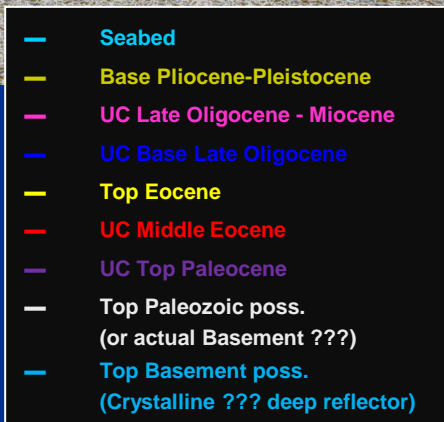 Seabed
Base Pliocene-Pleistocene
UC Late Oligocene - Miocene
UC Base Late Oligocene
Top Eocene
UC Middle Eocene
UC Top Paleocene
Top Paleozoic poss.
(or actual Basement ???)
Top Basement poss.
(Crystalline ??? deep reflector)